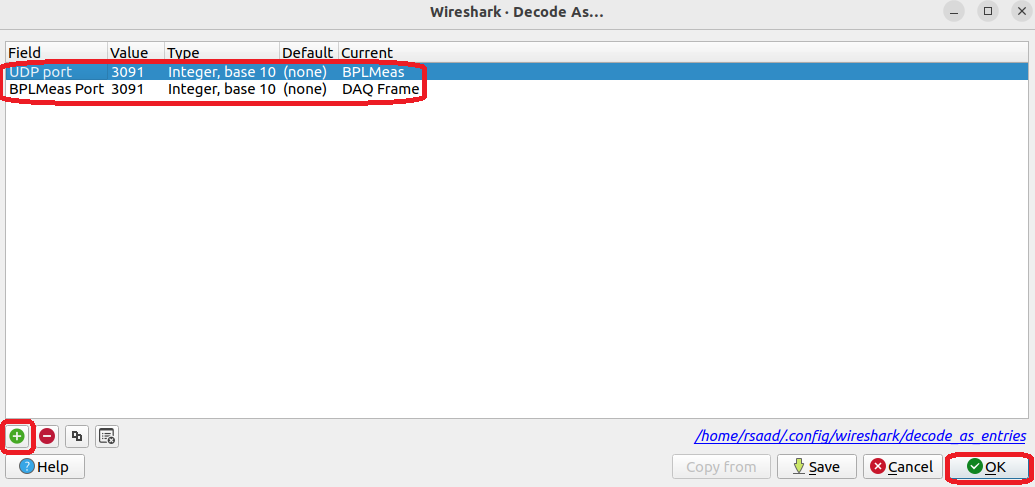 Wireshark · Decode As...
Field Value Type Default Current
UDP port 3091 Integer, base 10 (none) BPLMeas
BPLMeas Port 3091 Integer, base 10 (none) DAQ Frame
/home/rsaad/.config/wireshark/decode_as_entries
Help Copy from Save Cancel OK